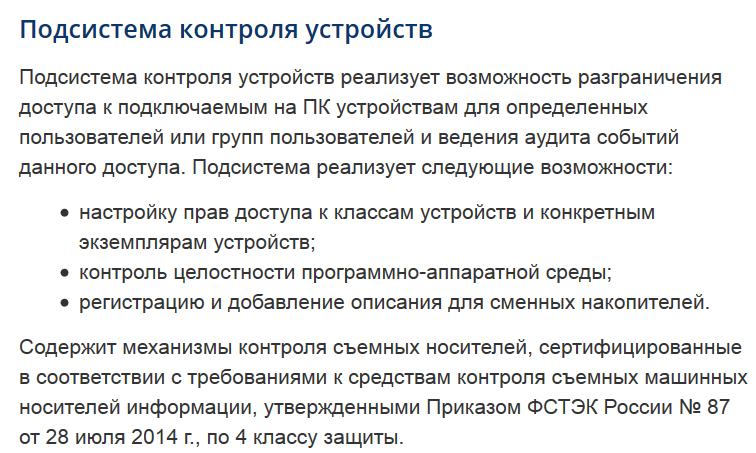 Подсистема контроля устройств
Подсистема контроля устройств реализует возможность разграничения
доступа к подключаемым на ПК устройствам для определенных
пользователей или групп пользователей и ведения аудита событий
данного доступа. Подсистема реализует следующие возможности:
• настройку прав доступа к классам устройств и конкретным
экземплярам устройств;
• контроль целостности программно-аппаратной среды;
• регистрацию и добавление описания для сменных накопителей.
Содержит механизмы контроля съемных носителей, сертифицированные
в соответствии с требованиями к средствам контроля съемных машинных
носителей информации, утвержденными Приказом ФСТЭК России № 87
от 28 июля 2014 г., по 4 классу защиты.